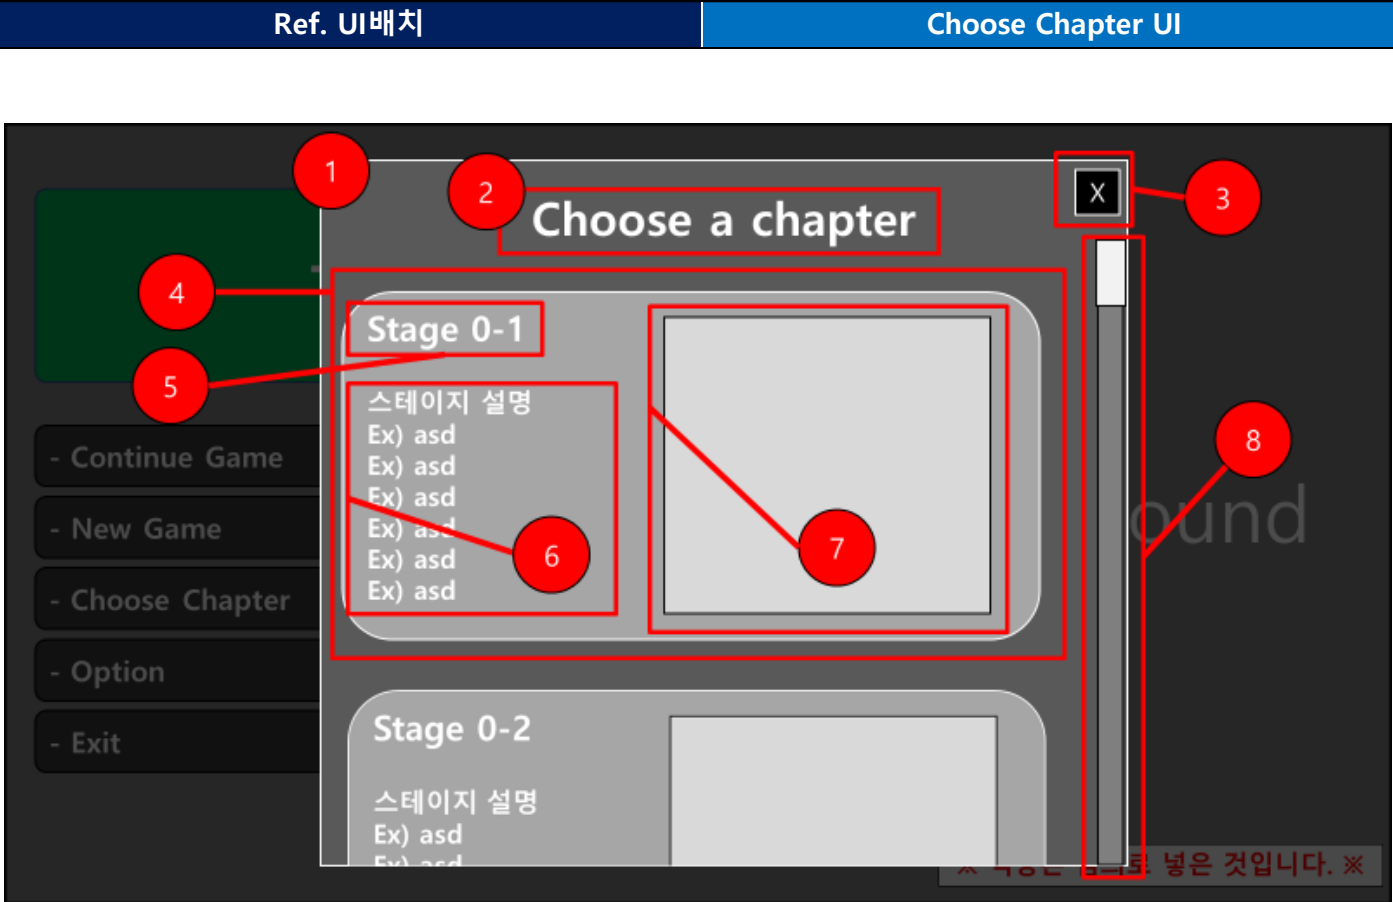 Ref. UI배치
Choose Chapter UI
1
2
Choose a chapter
X
3
4
Stage 0-1
5
스테이지 설명
Ex) asd
Ex) asd
Ex) asd
Ex) asd
Ex) asd
Ex) asd
6
7
8
- Continue Game
- New Game
- Choose Chapter
- Option
- Exit
ound
Stage 0-2
스테이지 설명
Ex) asd
Ex) asd
넣은 것입니다. ※